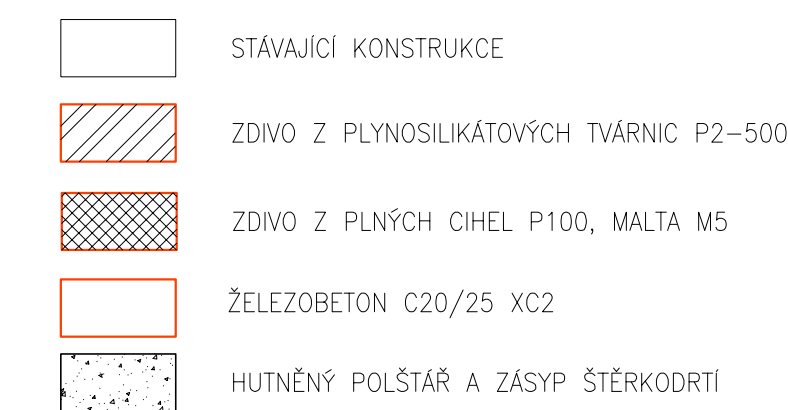 STÁVAJÍCÍ KONSTRUKCE
ZDIVO Z PLYNOSILIKÁTOVÝCH TVÁRNIC P2-500
ZDIVO Z PLNÝCH CIHEL P100, MALTA M5
ŽELEZOBETON C20/25 XC2
HUTNĚNÝ POLŠTÁŘ A ZÁSYP ŠTĚRKODRTÍ